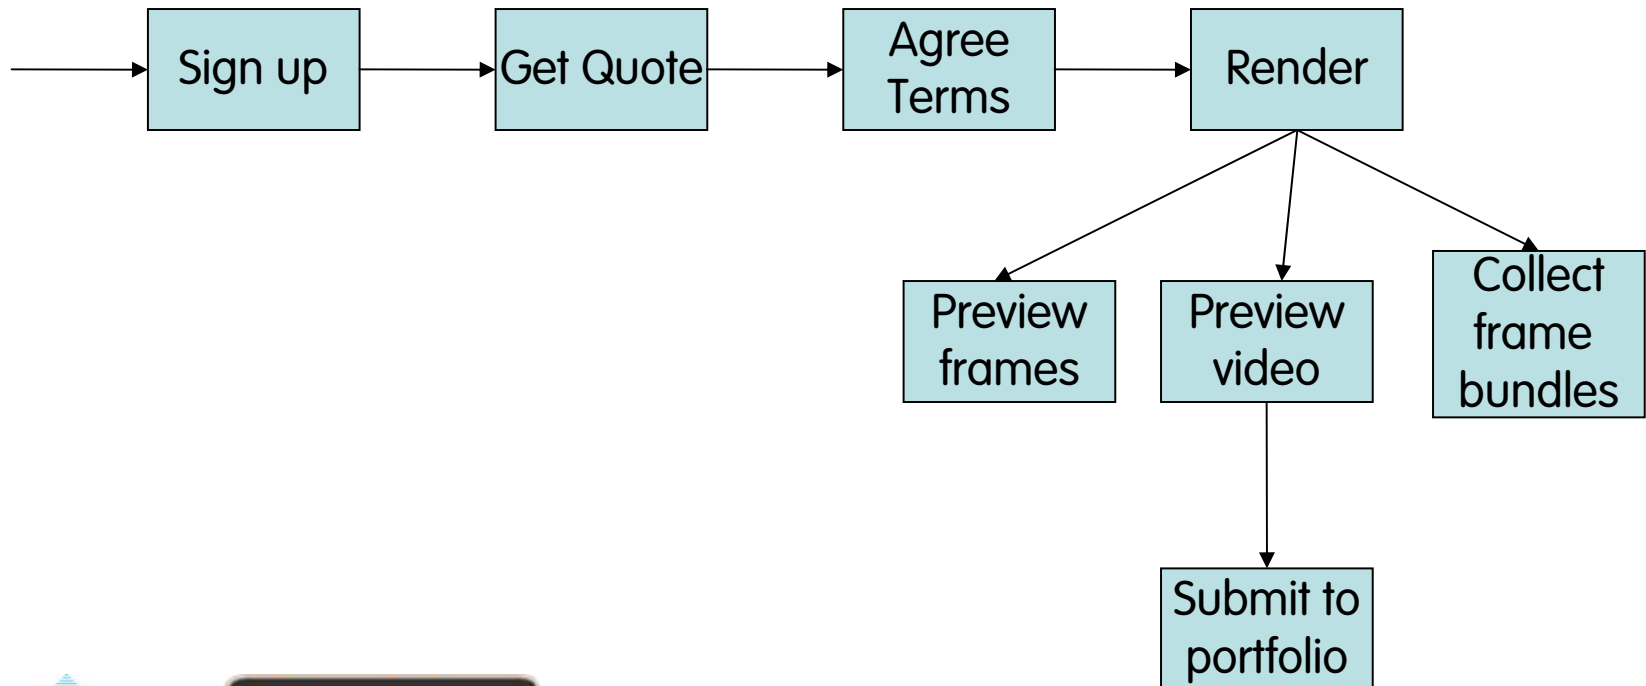 Sign up
Get Quote
Agree
Terms
Render
Preview
frames
Preview
video
Collect
frame
bundles
Submit to
portfolio